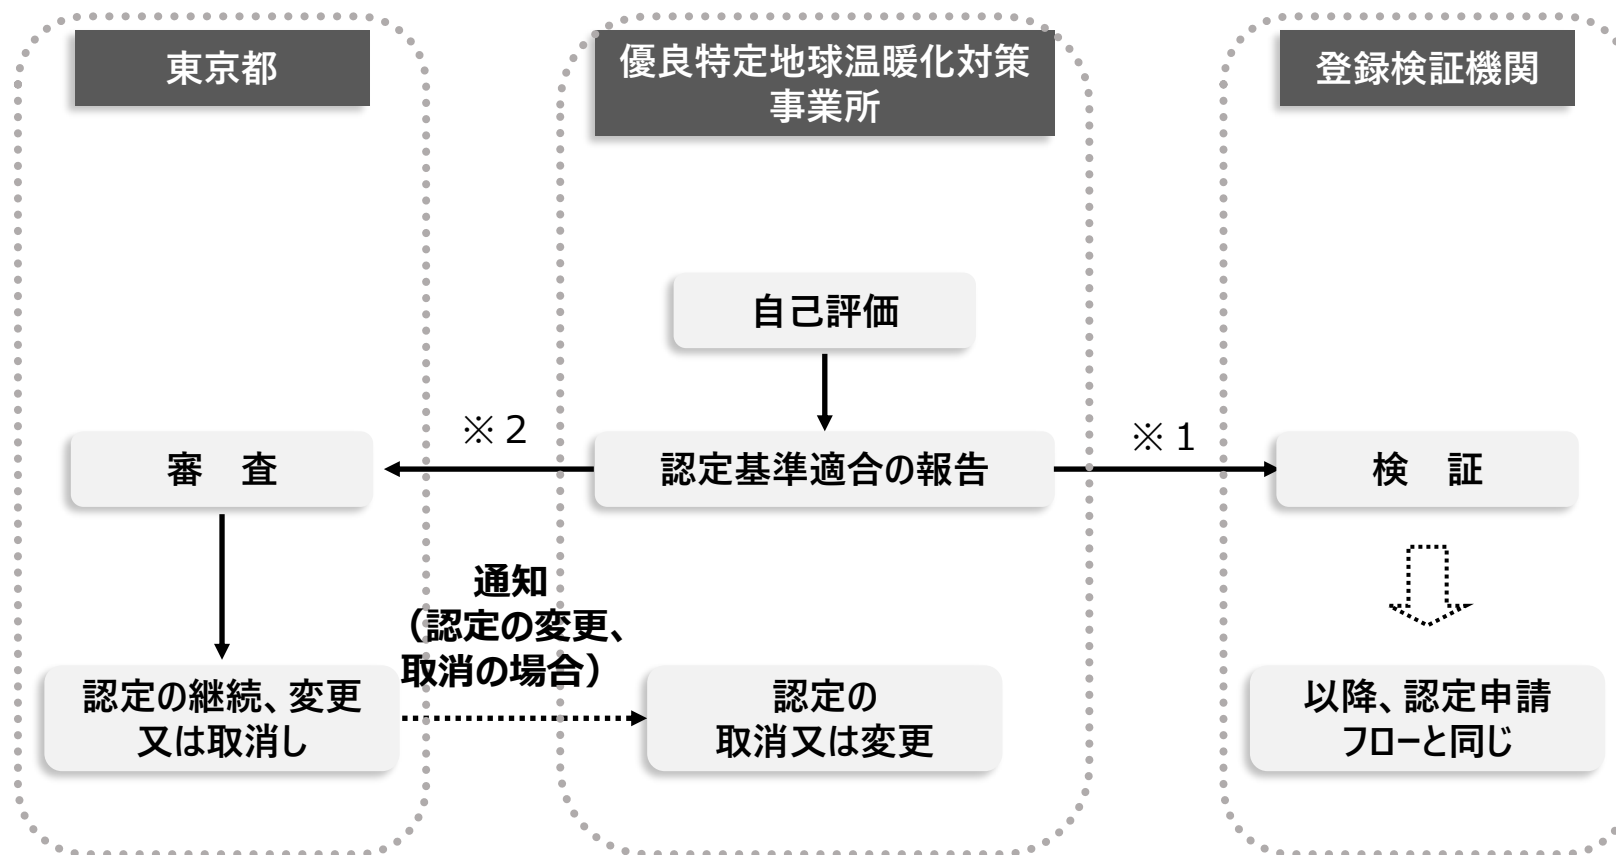 東京都
優良特定地球温暖化対策
事業所
登録検証機関
自己評価
※２
※１
審　査
認定基準適合の報告
検　証
通知
（認定の変更、
取消の場合）
認定の継続、変更
又は取消し
認定の
取消又は変更
以降、認定申請
フローと同じ